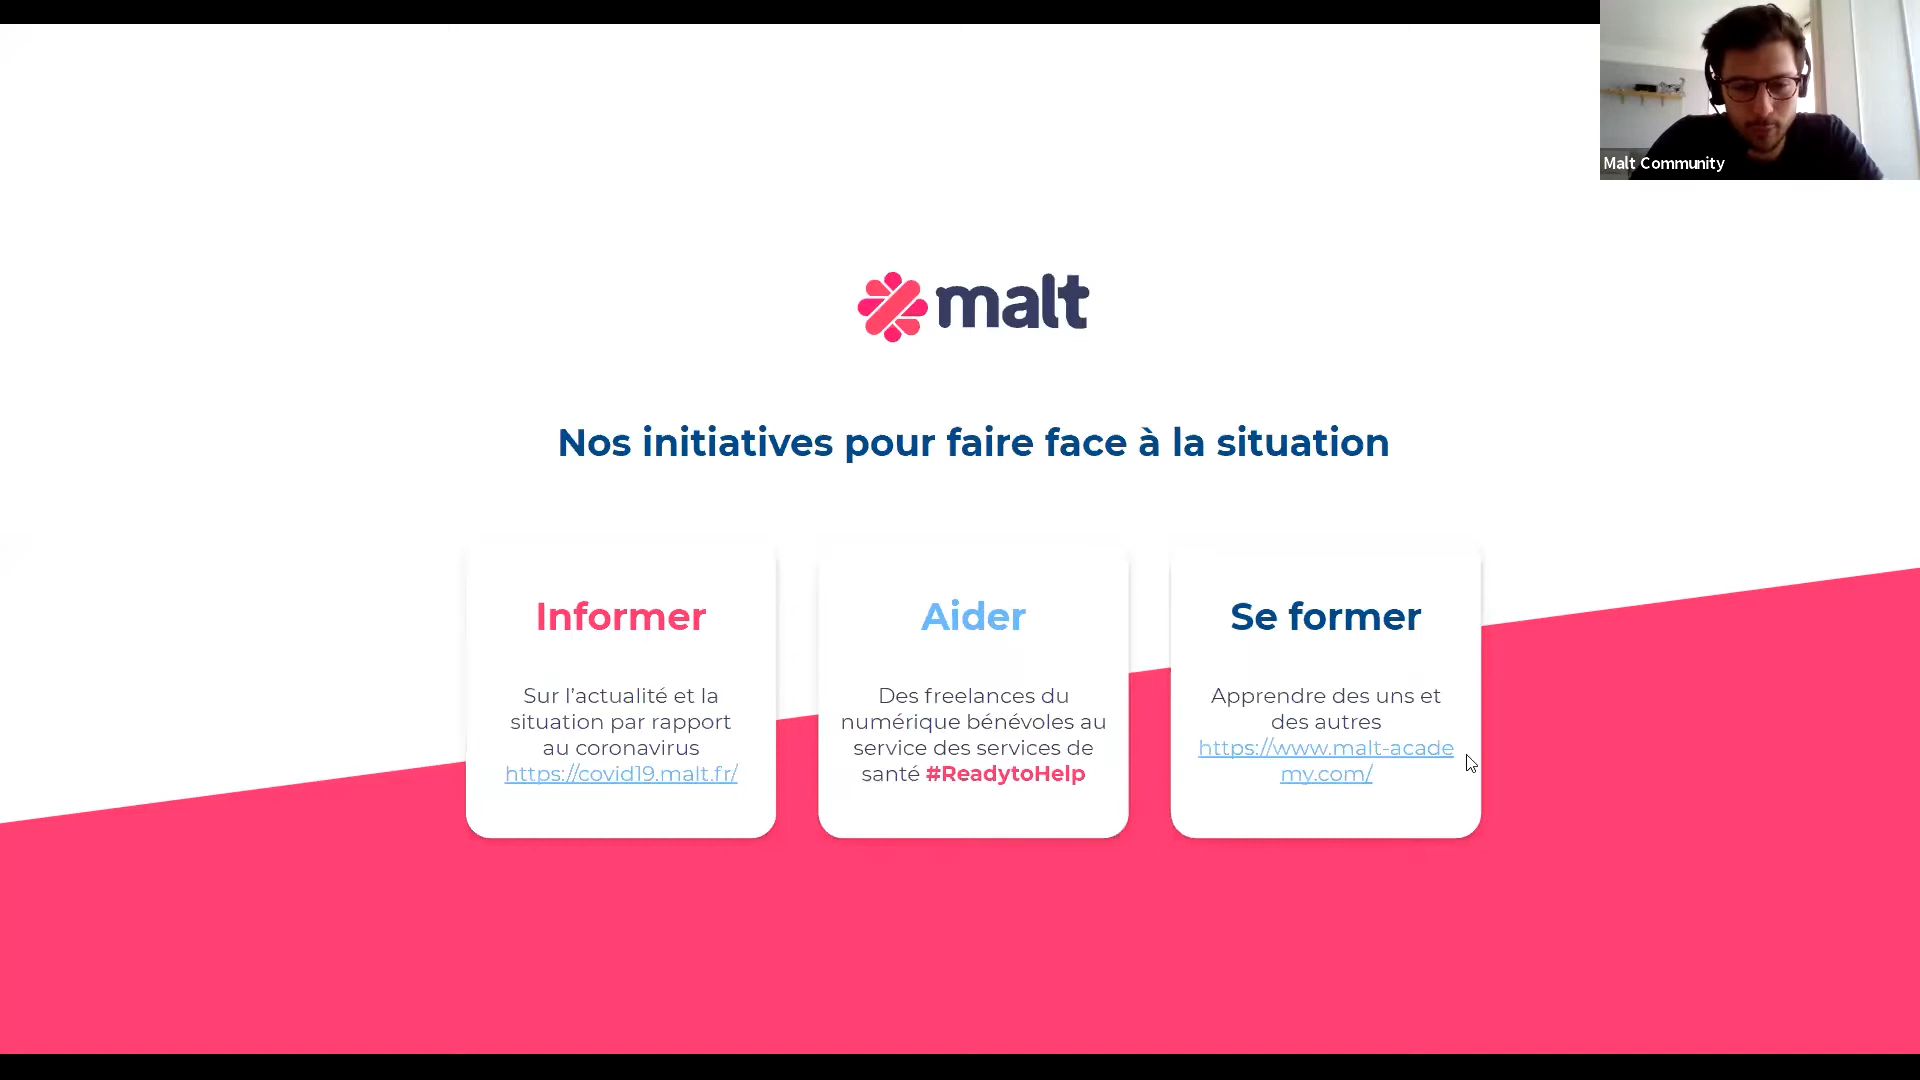 Malt Community
malt
Nos initiatives pour faire face à la situation
Informer
Sur l'actualité et la
situation par rapport
au coronavirus
https://covid19.malt.fr/
Aider
Des freelances du
numérique bénévoles au
service des services de
santé #ReadytoHelp
Se former
Apprendre des uns et
des autres
https://www.malt-acade
my.com/